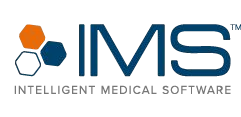 IMS™
INTELLIGENT MEDICAL SOFTWARE